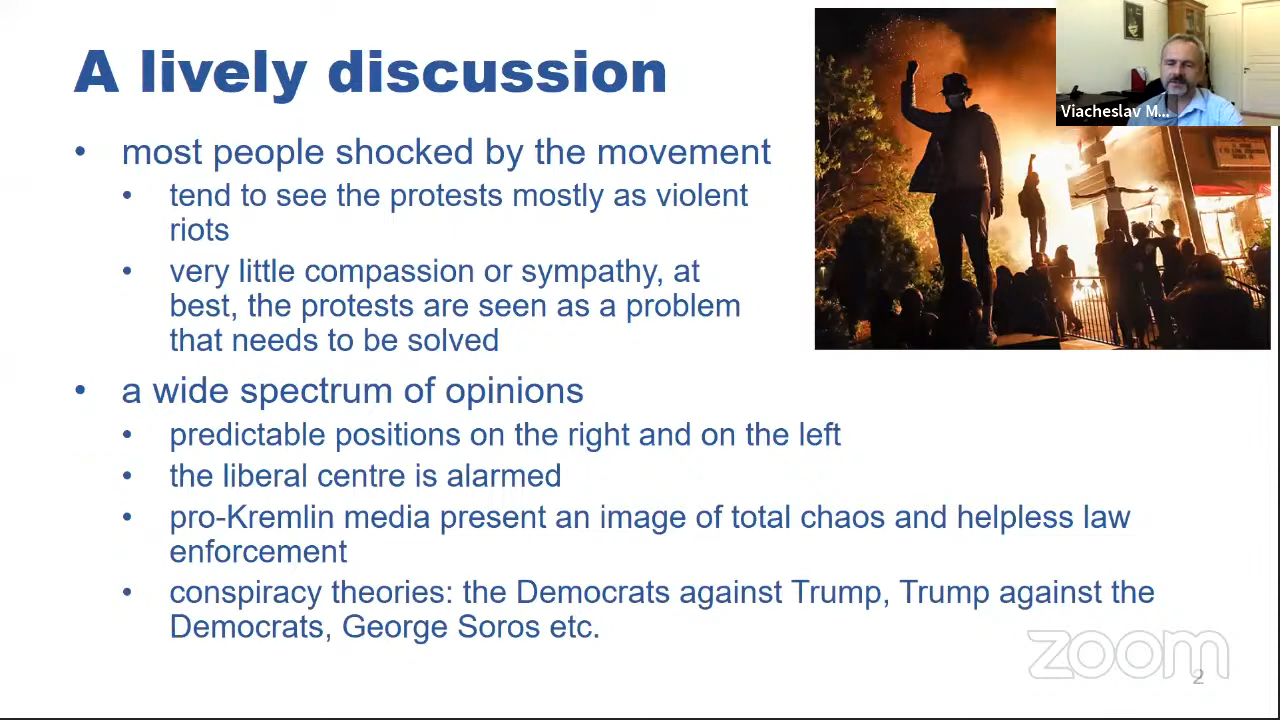 A lively discussion
Viacheslav M...
• most people shocked by the movement
• tend to see the protests mostly as violent
riots
• very little compassion or sympathy, at
best, the protests are seen as a problem
that needs to be solved
• a wide spectrum of opinions
• predictable positions on the right and on the left
• the liberal centre is alarmed
• pro-Kremlin media present an image of total chaos and helpless law
enforcement
• conspiracy theories: the Democrats against Trump, Trump against the
Democrats, George Soros etc.
zoom
2